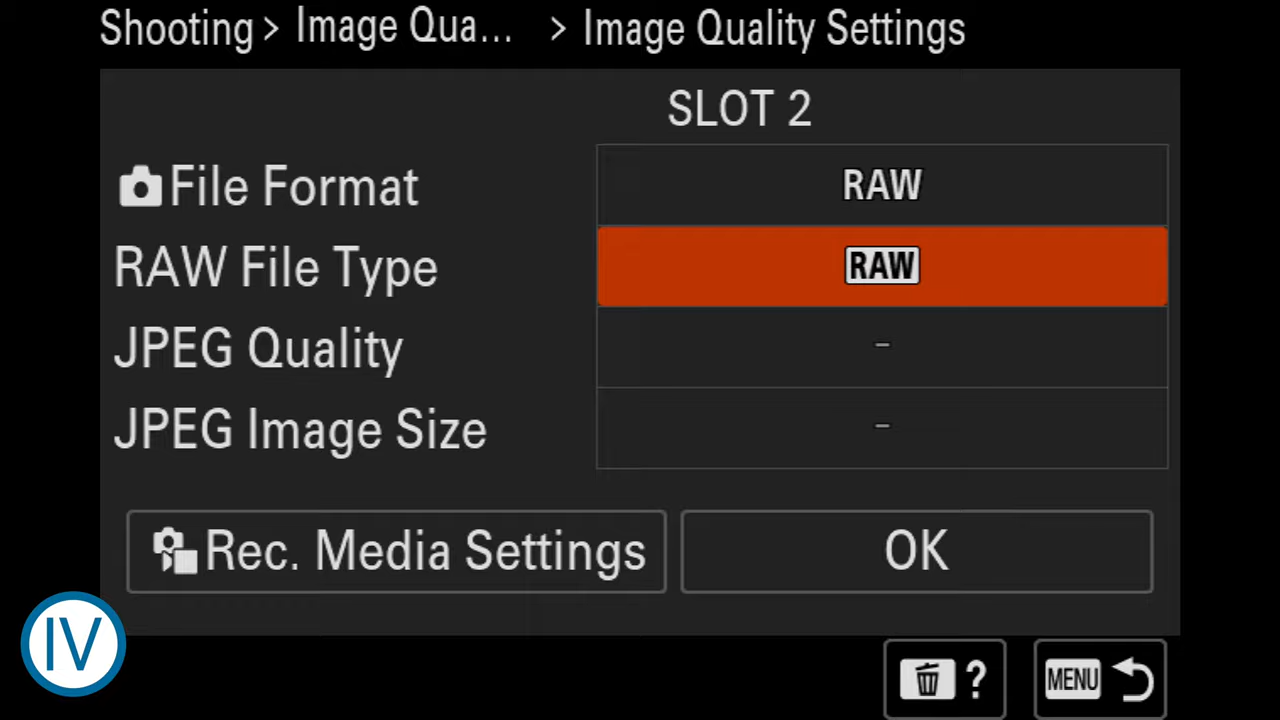 Shooting > Image Qua... > Image Quality Settings
SLOT 2
File Format RAW
RAW File Type RAW
JPEG Quality –
JPEG Image Size –
Rec. Media Settings OK
IV
? MENU